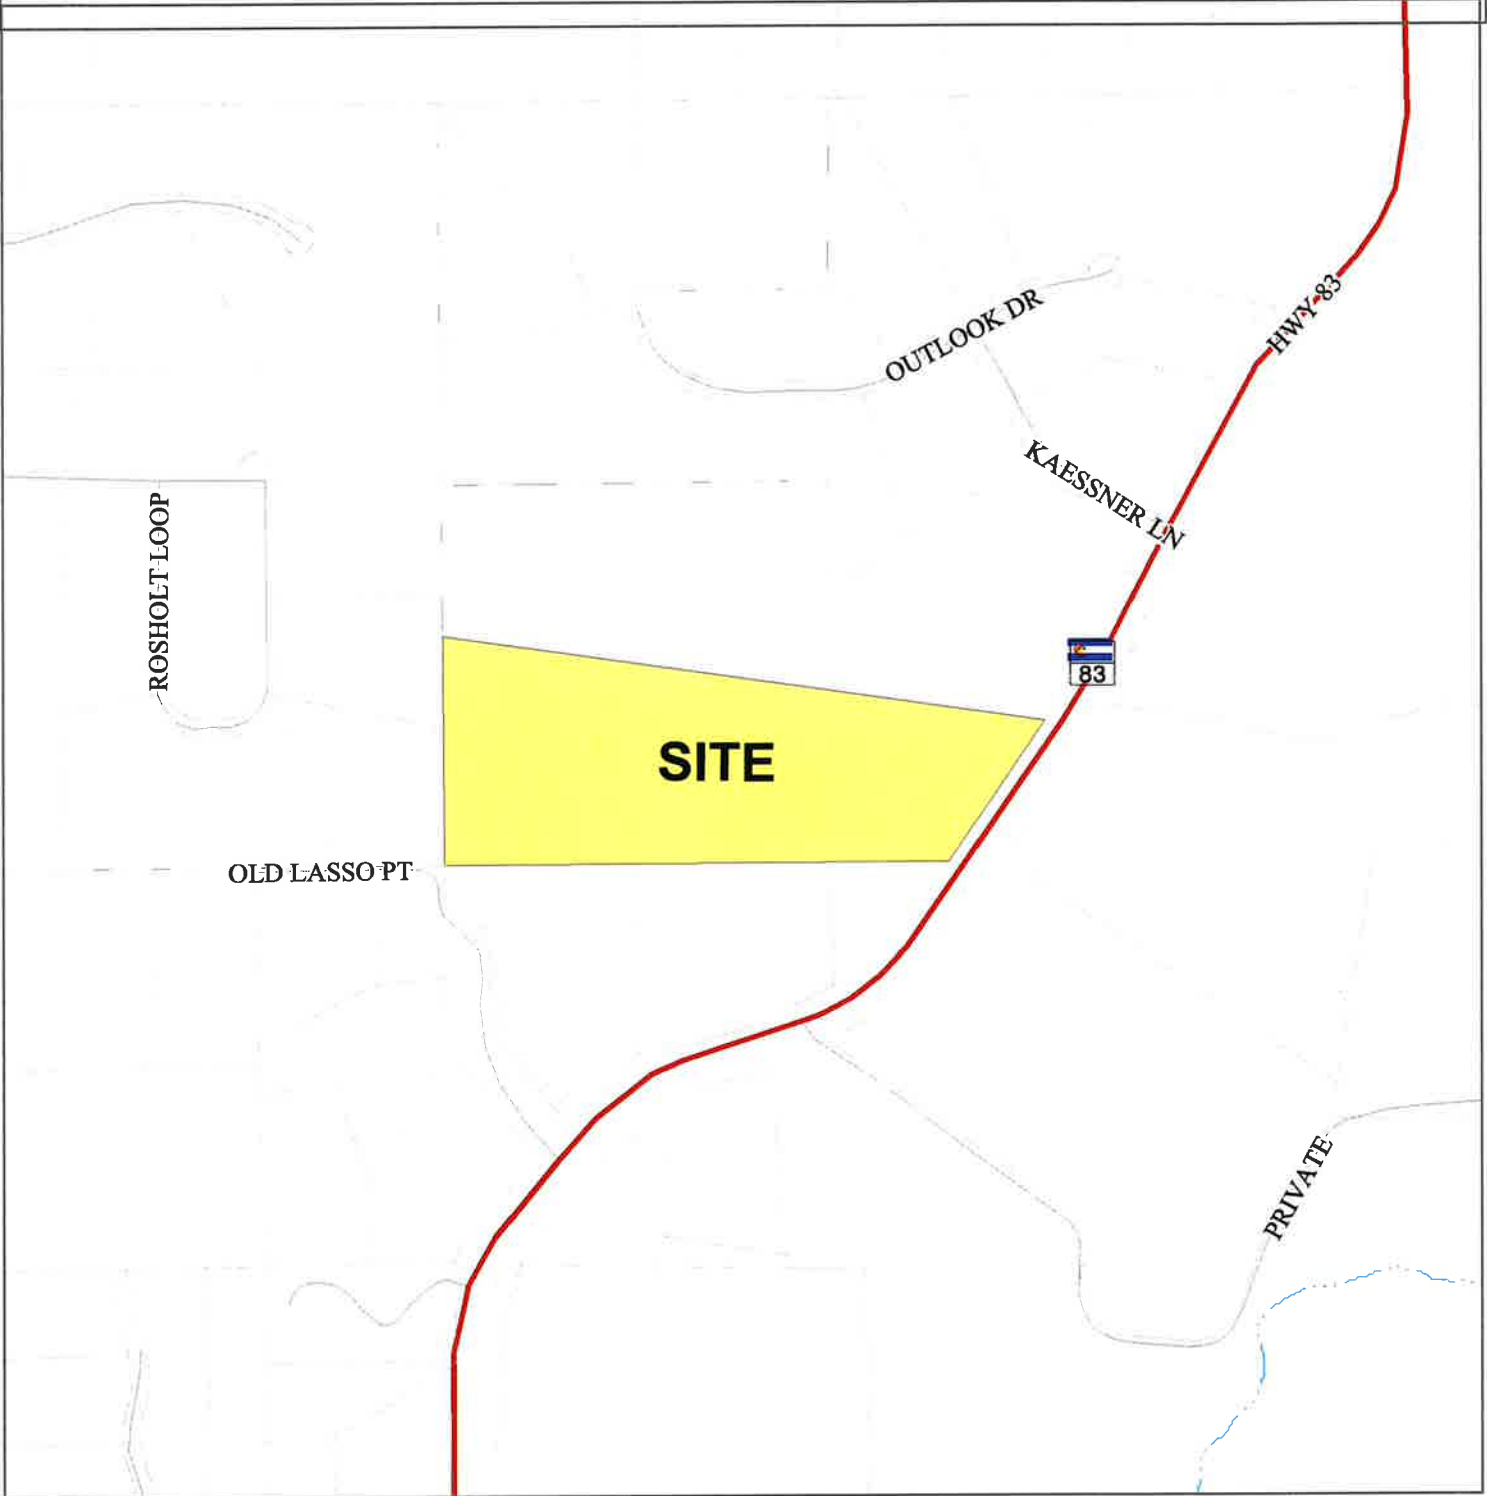 HWY 83
OUTLOOK DR
KAESSNER LN
ROSHOLT LOOP
83
SITE
OLD LASSO PT
PRIVATE